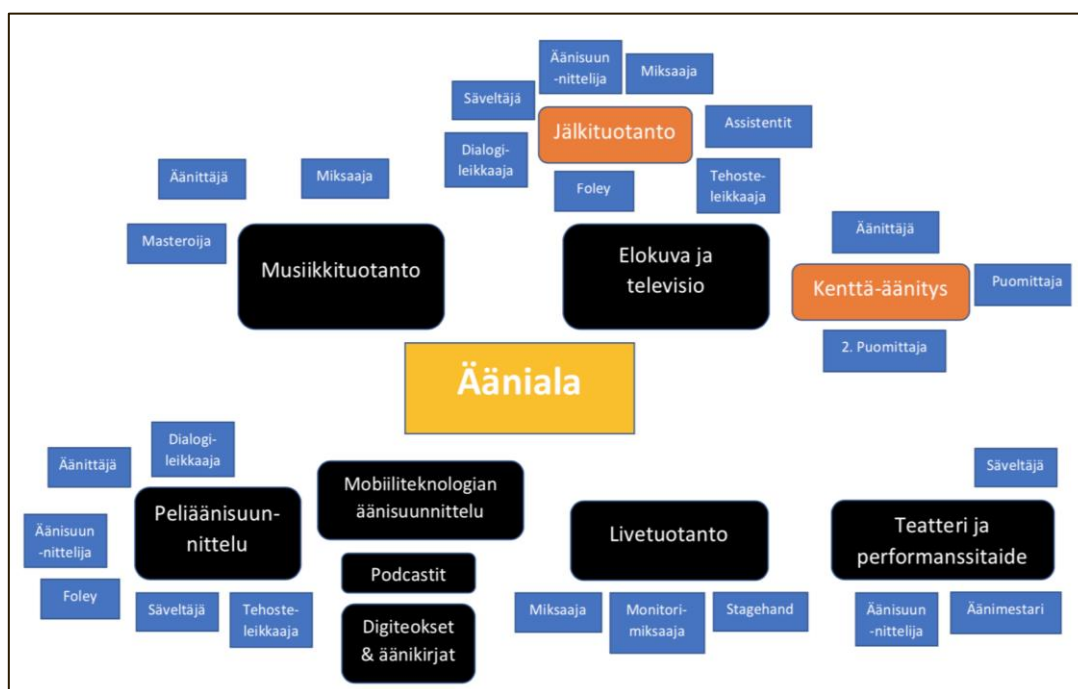 Äänisuun
-nittelija
Miksaaja
Säveltäjä
Jälkituotanto
Assistentit
Dialogi-
leikkaaja
Foley
Tehoste-
leikkaaja
Äänittäjä
Miksaaja
Masteroija
Musiikkituotanto
Elokuva ja
televisio
Äänittäjä
Kenttä-äänitys
Puomittaja
2. Puomittaja
Ääniala
Dialogi-
leikkaaja
Äänittäjä
Äänisuun
-nittelija
Peliäänisuun-
nittelu
Foley
Säveltäjä
Tehoste-
leikkaaja
Mobiiliteknologian
äänisuunnittelu
Podcastit
Digiteokset
& äänikirjat
Livetuotanto
Miksaaja
Monitori-
miksaaja
Stagehand
Säveltäjä
Teatteri ja
performanssitaide
Äänisuun
-nittelija
Äänimestari